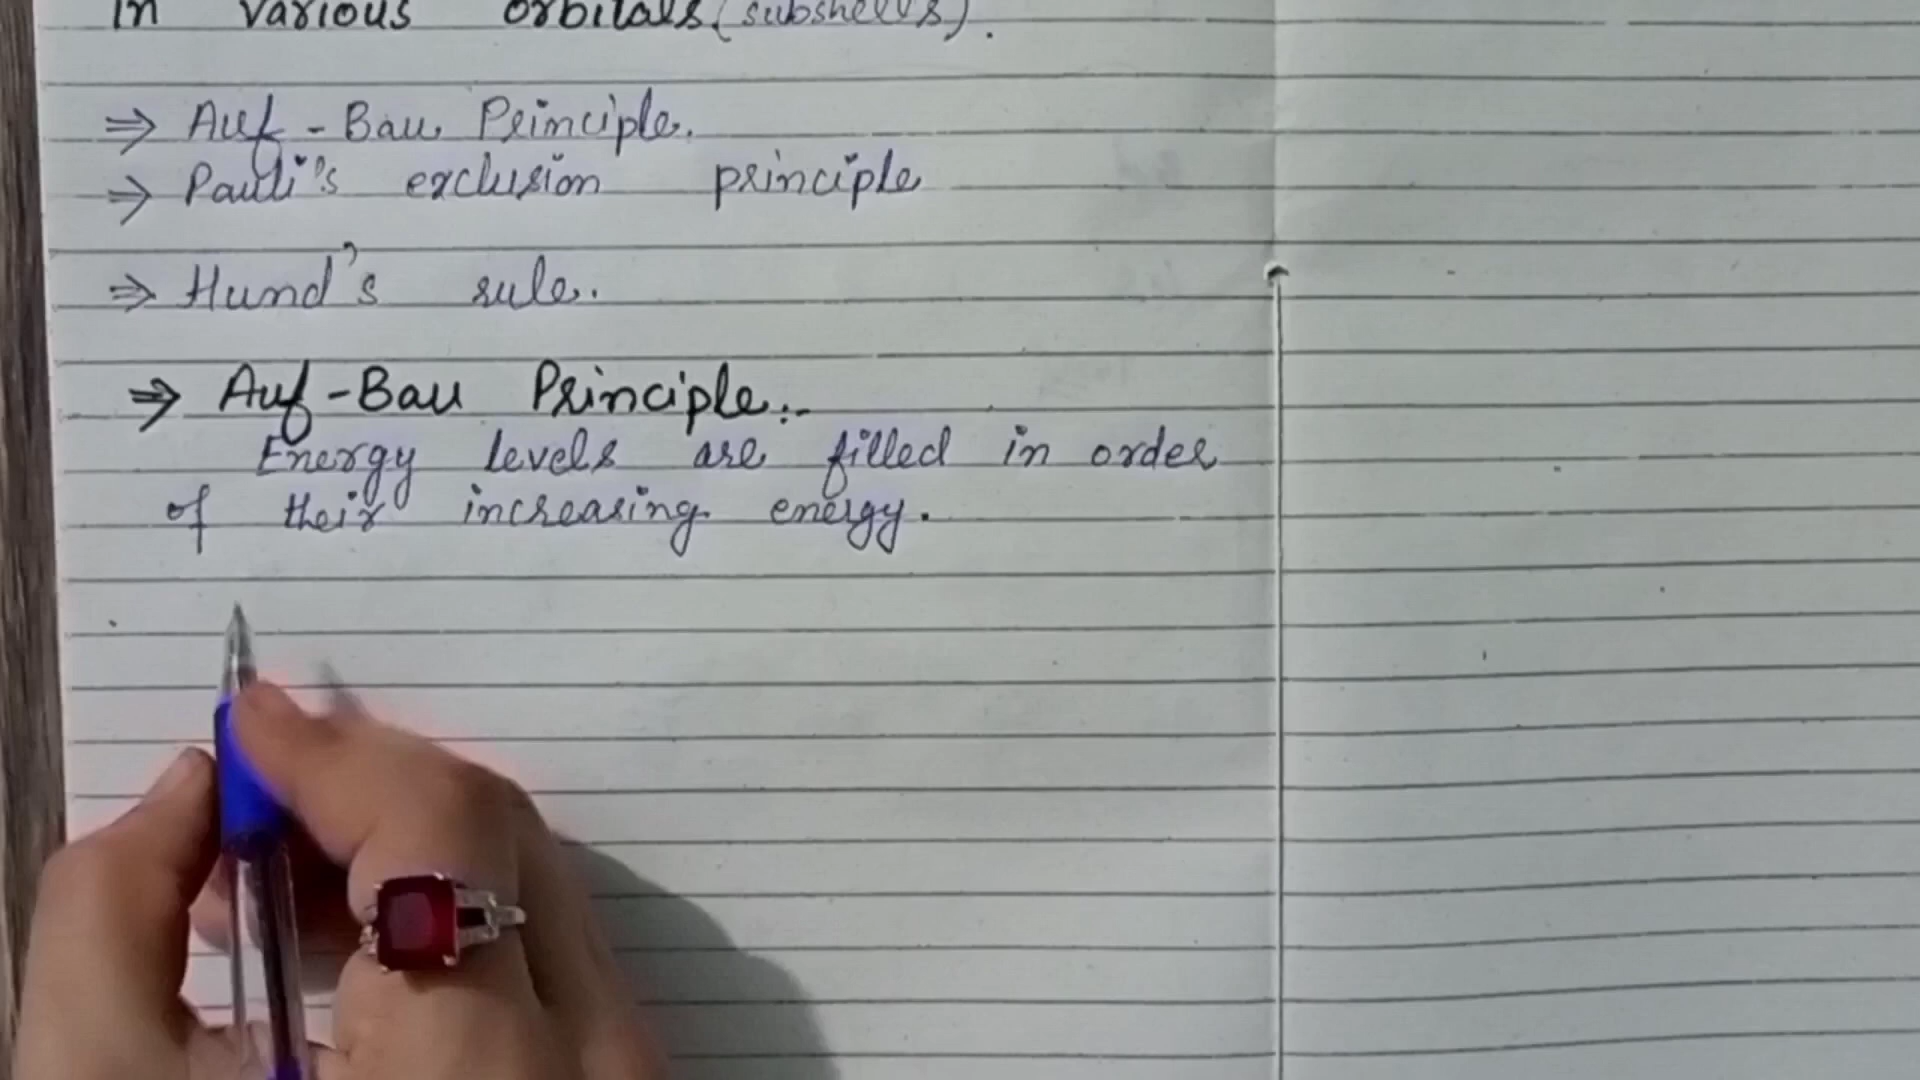 in various orbitals (subshells).
⇒ Auf-Bau Principle.
⇒ Pauli's exclusion principle
⇒ Hund's rule.
⇒ Auf-Bau Principle:-
Energy levels are filled in order
of their increasing energy.